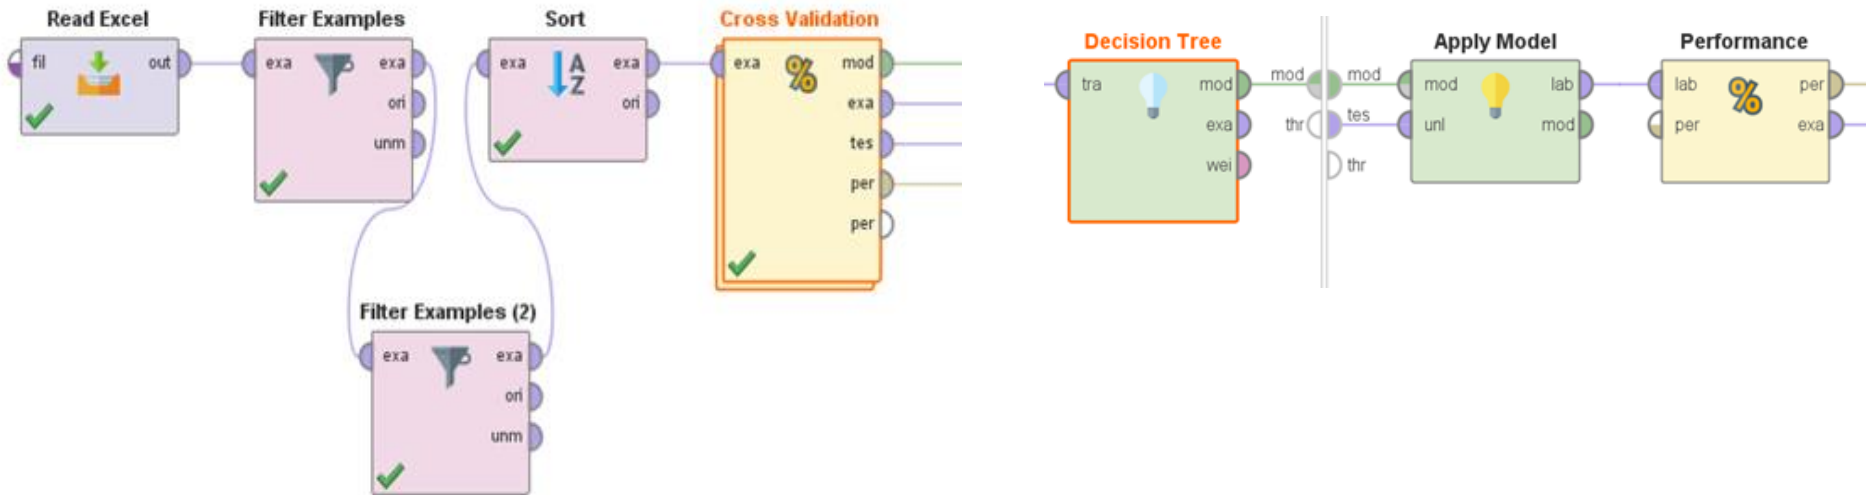 Read Excel
fil out
Filter Examples
exa exa
ori
unm
Sort
exa exa
ori
Cross Validation
exa mod
exa
tes
per
per
Filter Examples (2)
exa exa
ori
unm
Decision Tree
tra mod
exa
wei
mod mod
thr tes
thr
Apply Model
mod lab
unl mod
Performance
lab per
per exa